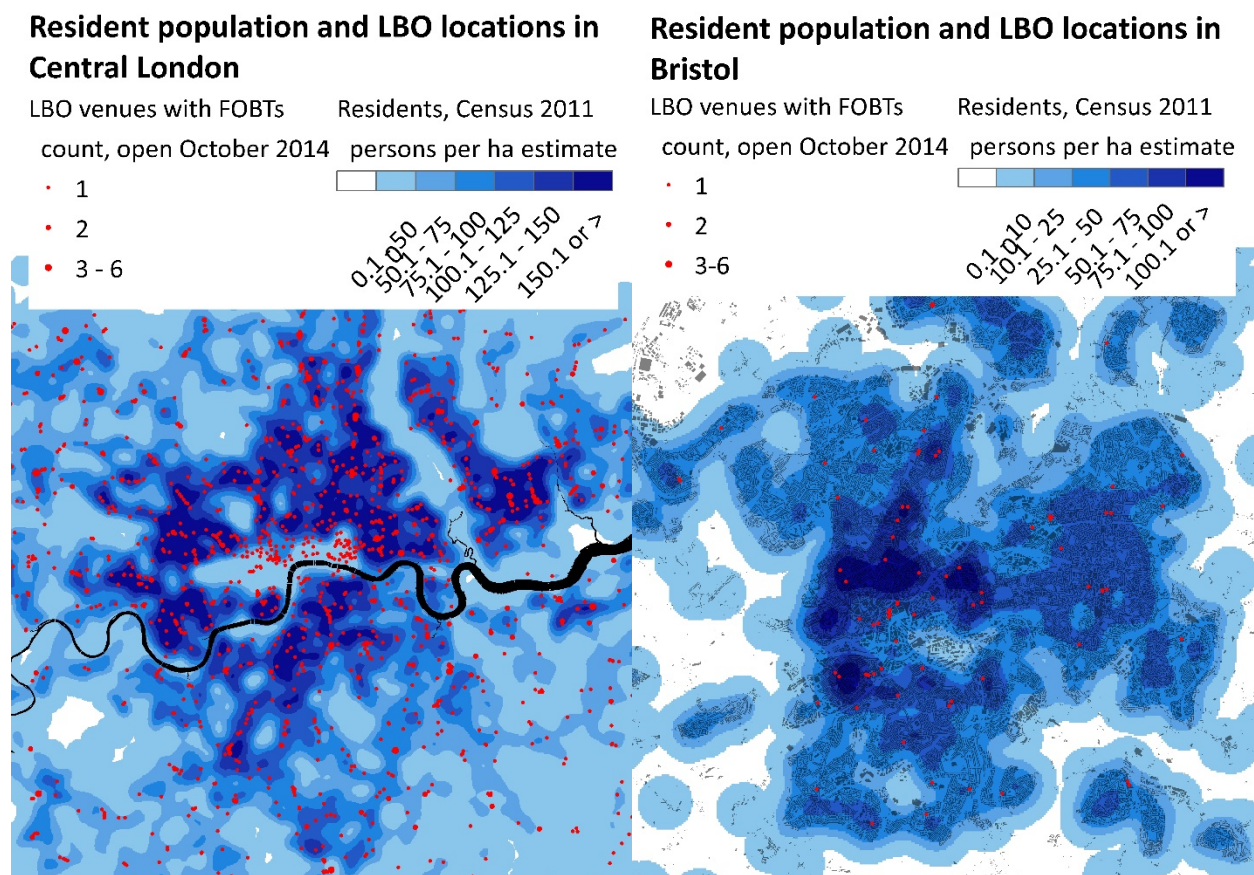 Resident population and LBO locations in
Central London
LBO venues with FOBTs
count, open October 2014
1
2
3 - 6
Residents, Census 2011
persons per ha estimate
0
0.1 - 50
50.1 - 75
75.1 - 100
100.1 - 125
125.1 - 150
150.1 or >
Resident population and LBO locations in
Bristol
LBO venues with FOBTs
count, open October 2014
1
2
3-6
Residents, Census 2011
persons per ha estimate
0
0.1 - 10
10.1 - 25
25.1 - 50
50.1 - 75
75.1 - 100
100.1 or >